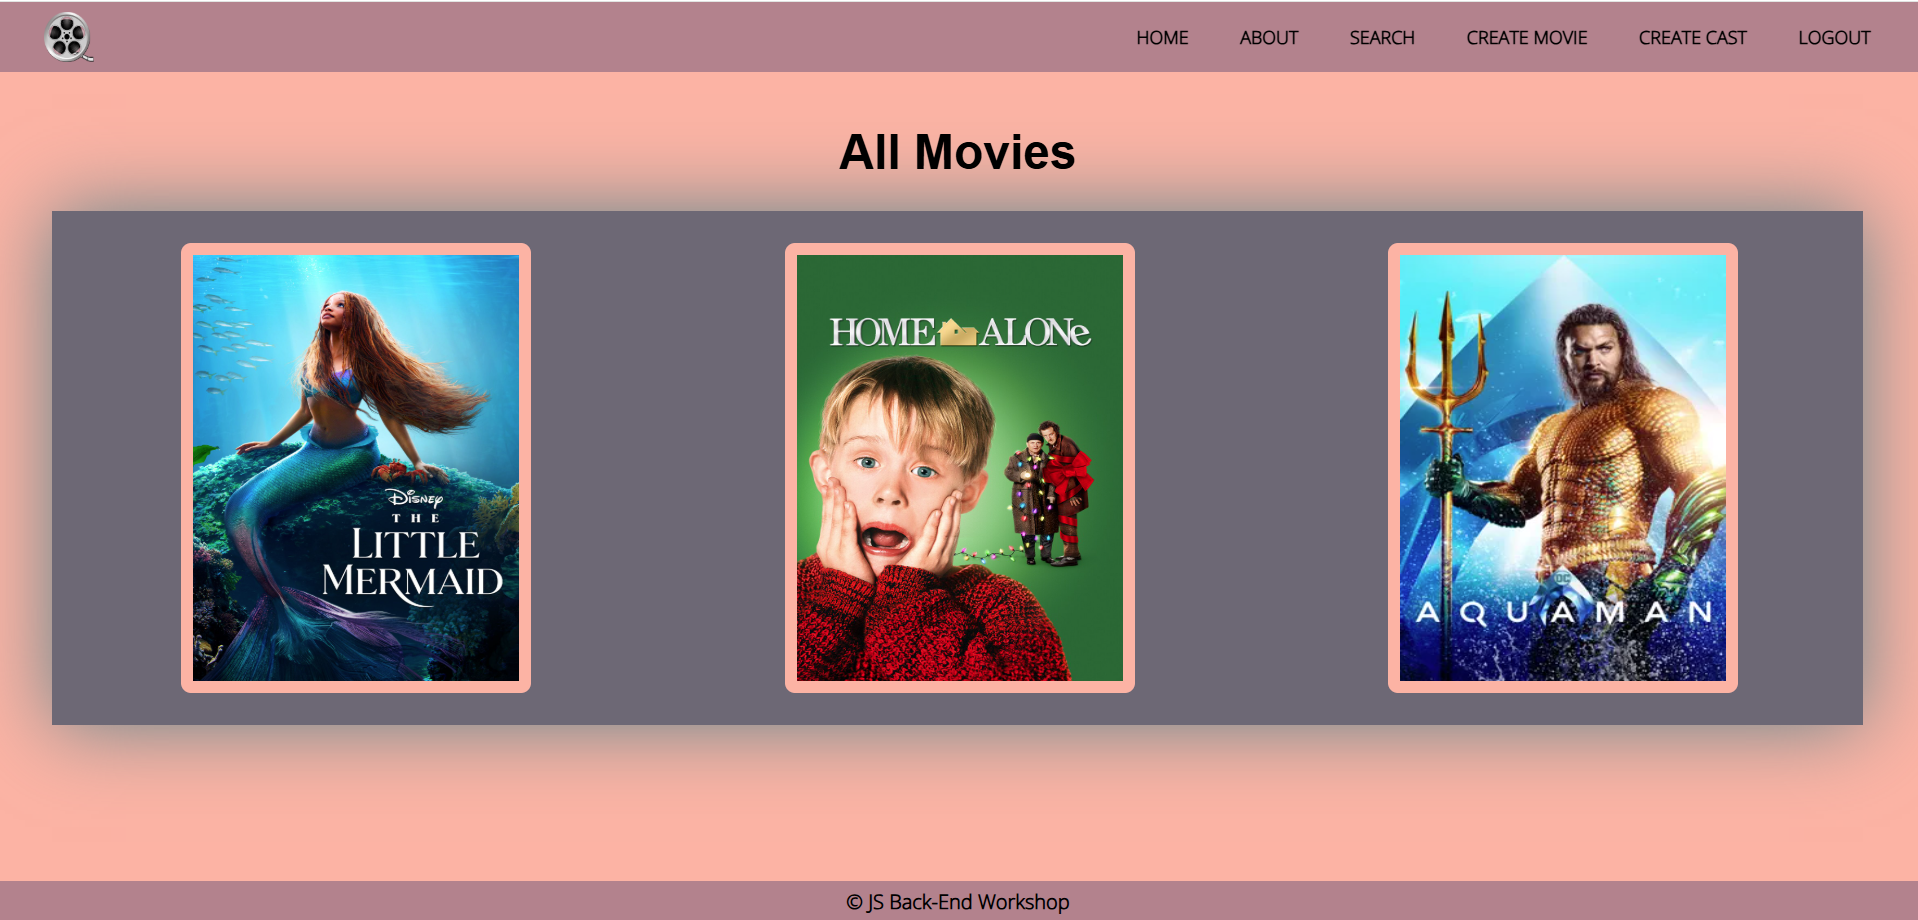 HOME ABOUT SEARCH CREATE MOVIE CREATE CAST LOGOUT
All Movies
Disney
THE
LITTLE
MERMAID
HOME ALONe
DC
AQUAMAN
© JS Back-End Workshop